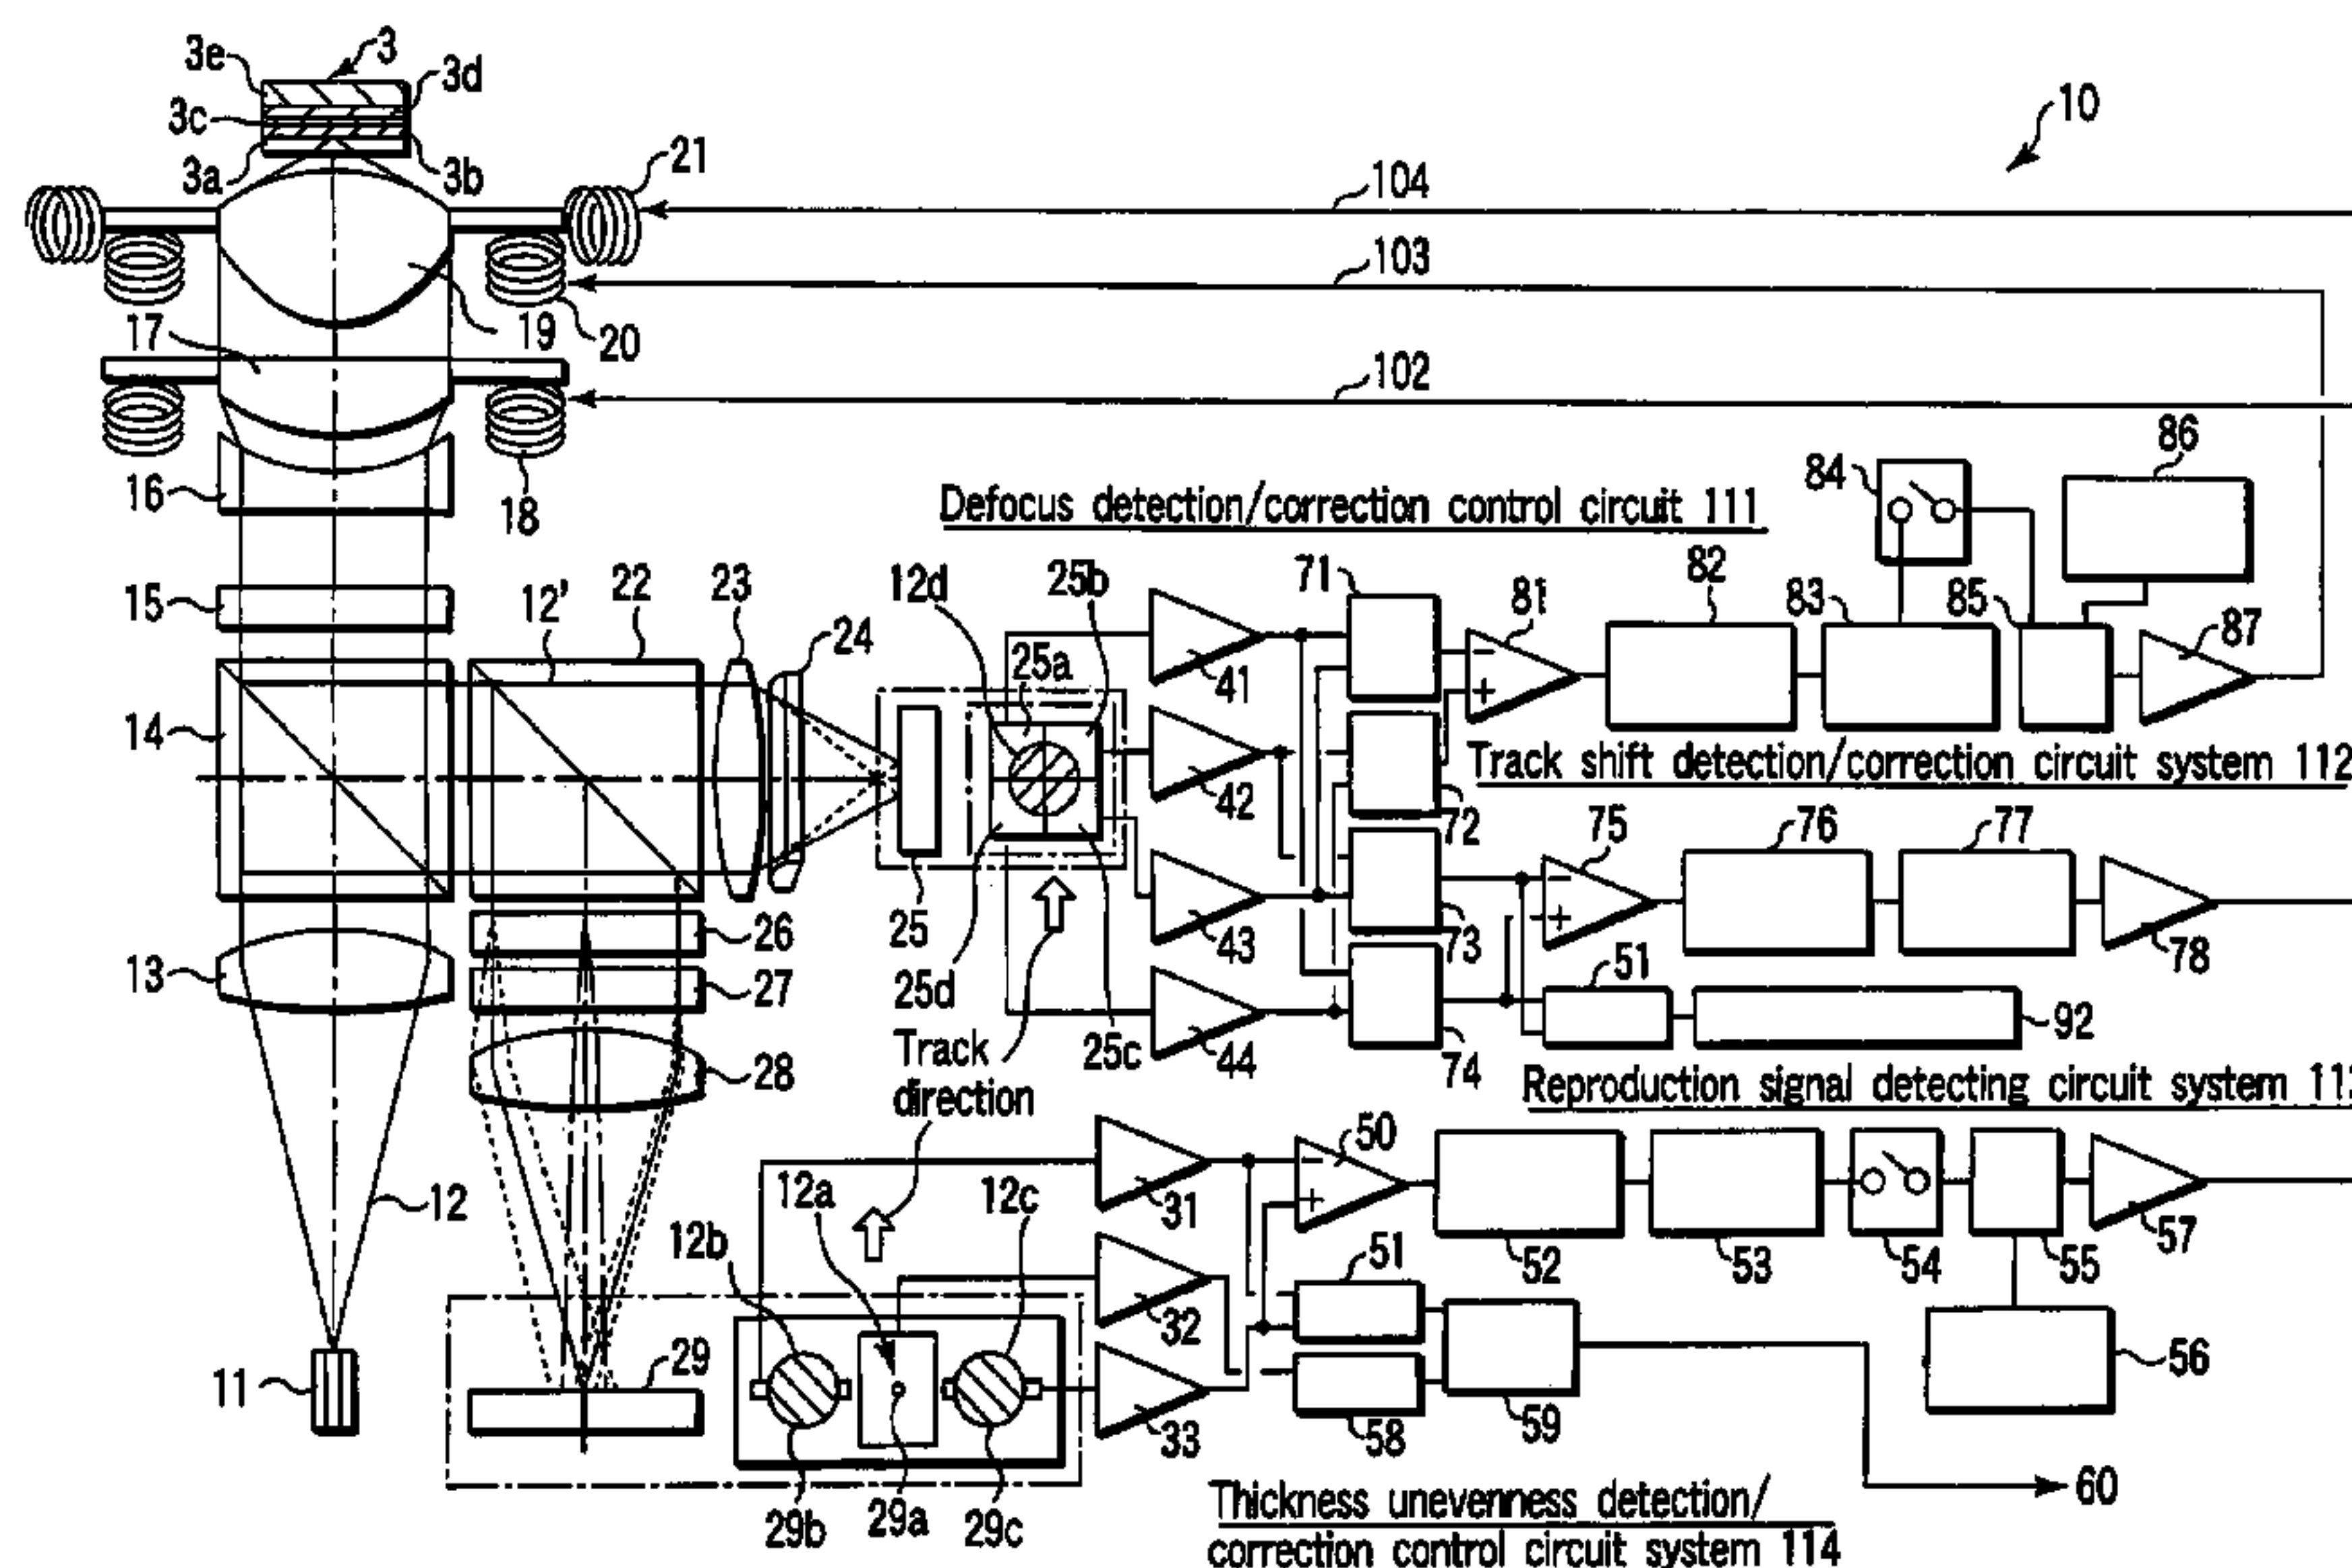 3e
3
3d
3c
3a
3b
21
10
104
103
17
19
20
102
16
18
84
86
Defocus detection/correction control circuit 111
15
12'
22
23
24
12d
25b
71
81
82
83
85
87
25a
41
14
42
72
Track shift detection/correction circuit system 112
75
76
77
25
26
43
73
78
13
27
25d
51
92
28
Track
direction
25c
44
74
Reproduction signal detecting circuit system 11
12
12b
12a
12c
31
50
52
53
54
55
57
51
32
29
11
33
58
59
56
29b
29a
29c
60
Thickness unevenness detection/
correction control circuit system 114